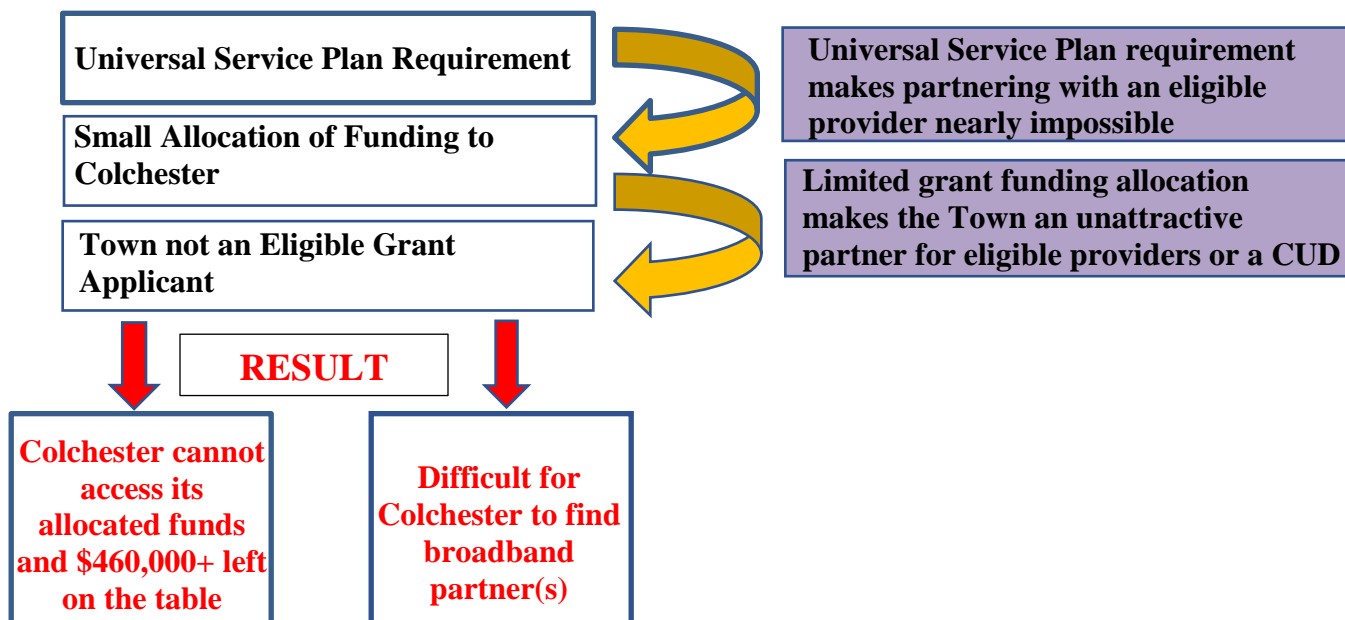 Universal Service Plan Requirement
Universal Service Plan requirement
makes partnering with an eligible
provider nearly impossible
Small Allocation of Funding to
Colchester
Limited grant funding allocation
makes the Town an unattractive
partner for eligible providers or a CUD
Town not an Eligible Grant
Applicant
RESULT
Colchester cannot
access its
allocated funds
and $460,000+ left
on the table
Difficult for
Colchester to find
broadband
partner(s)